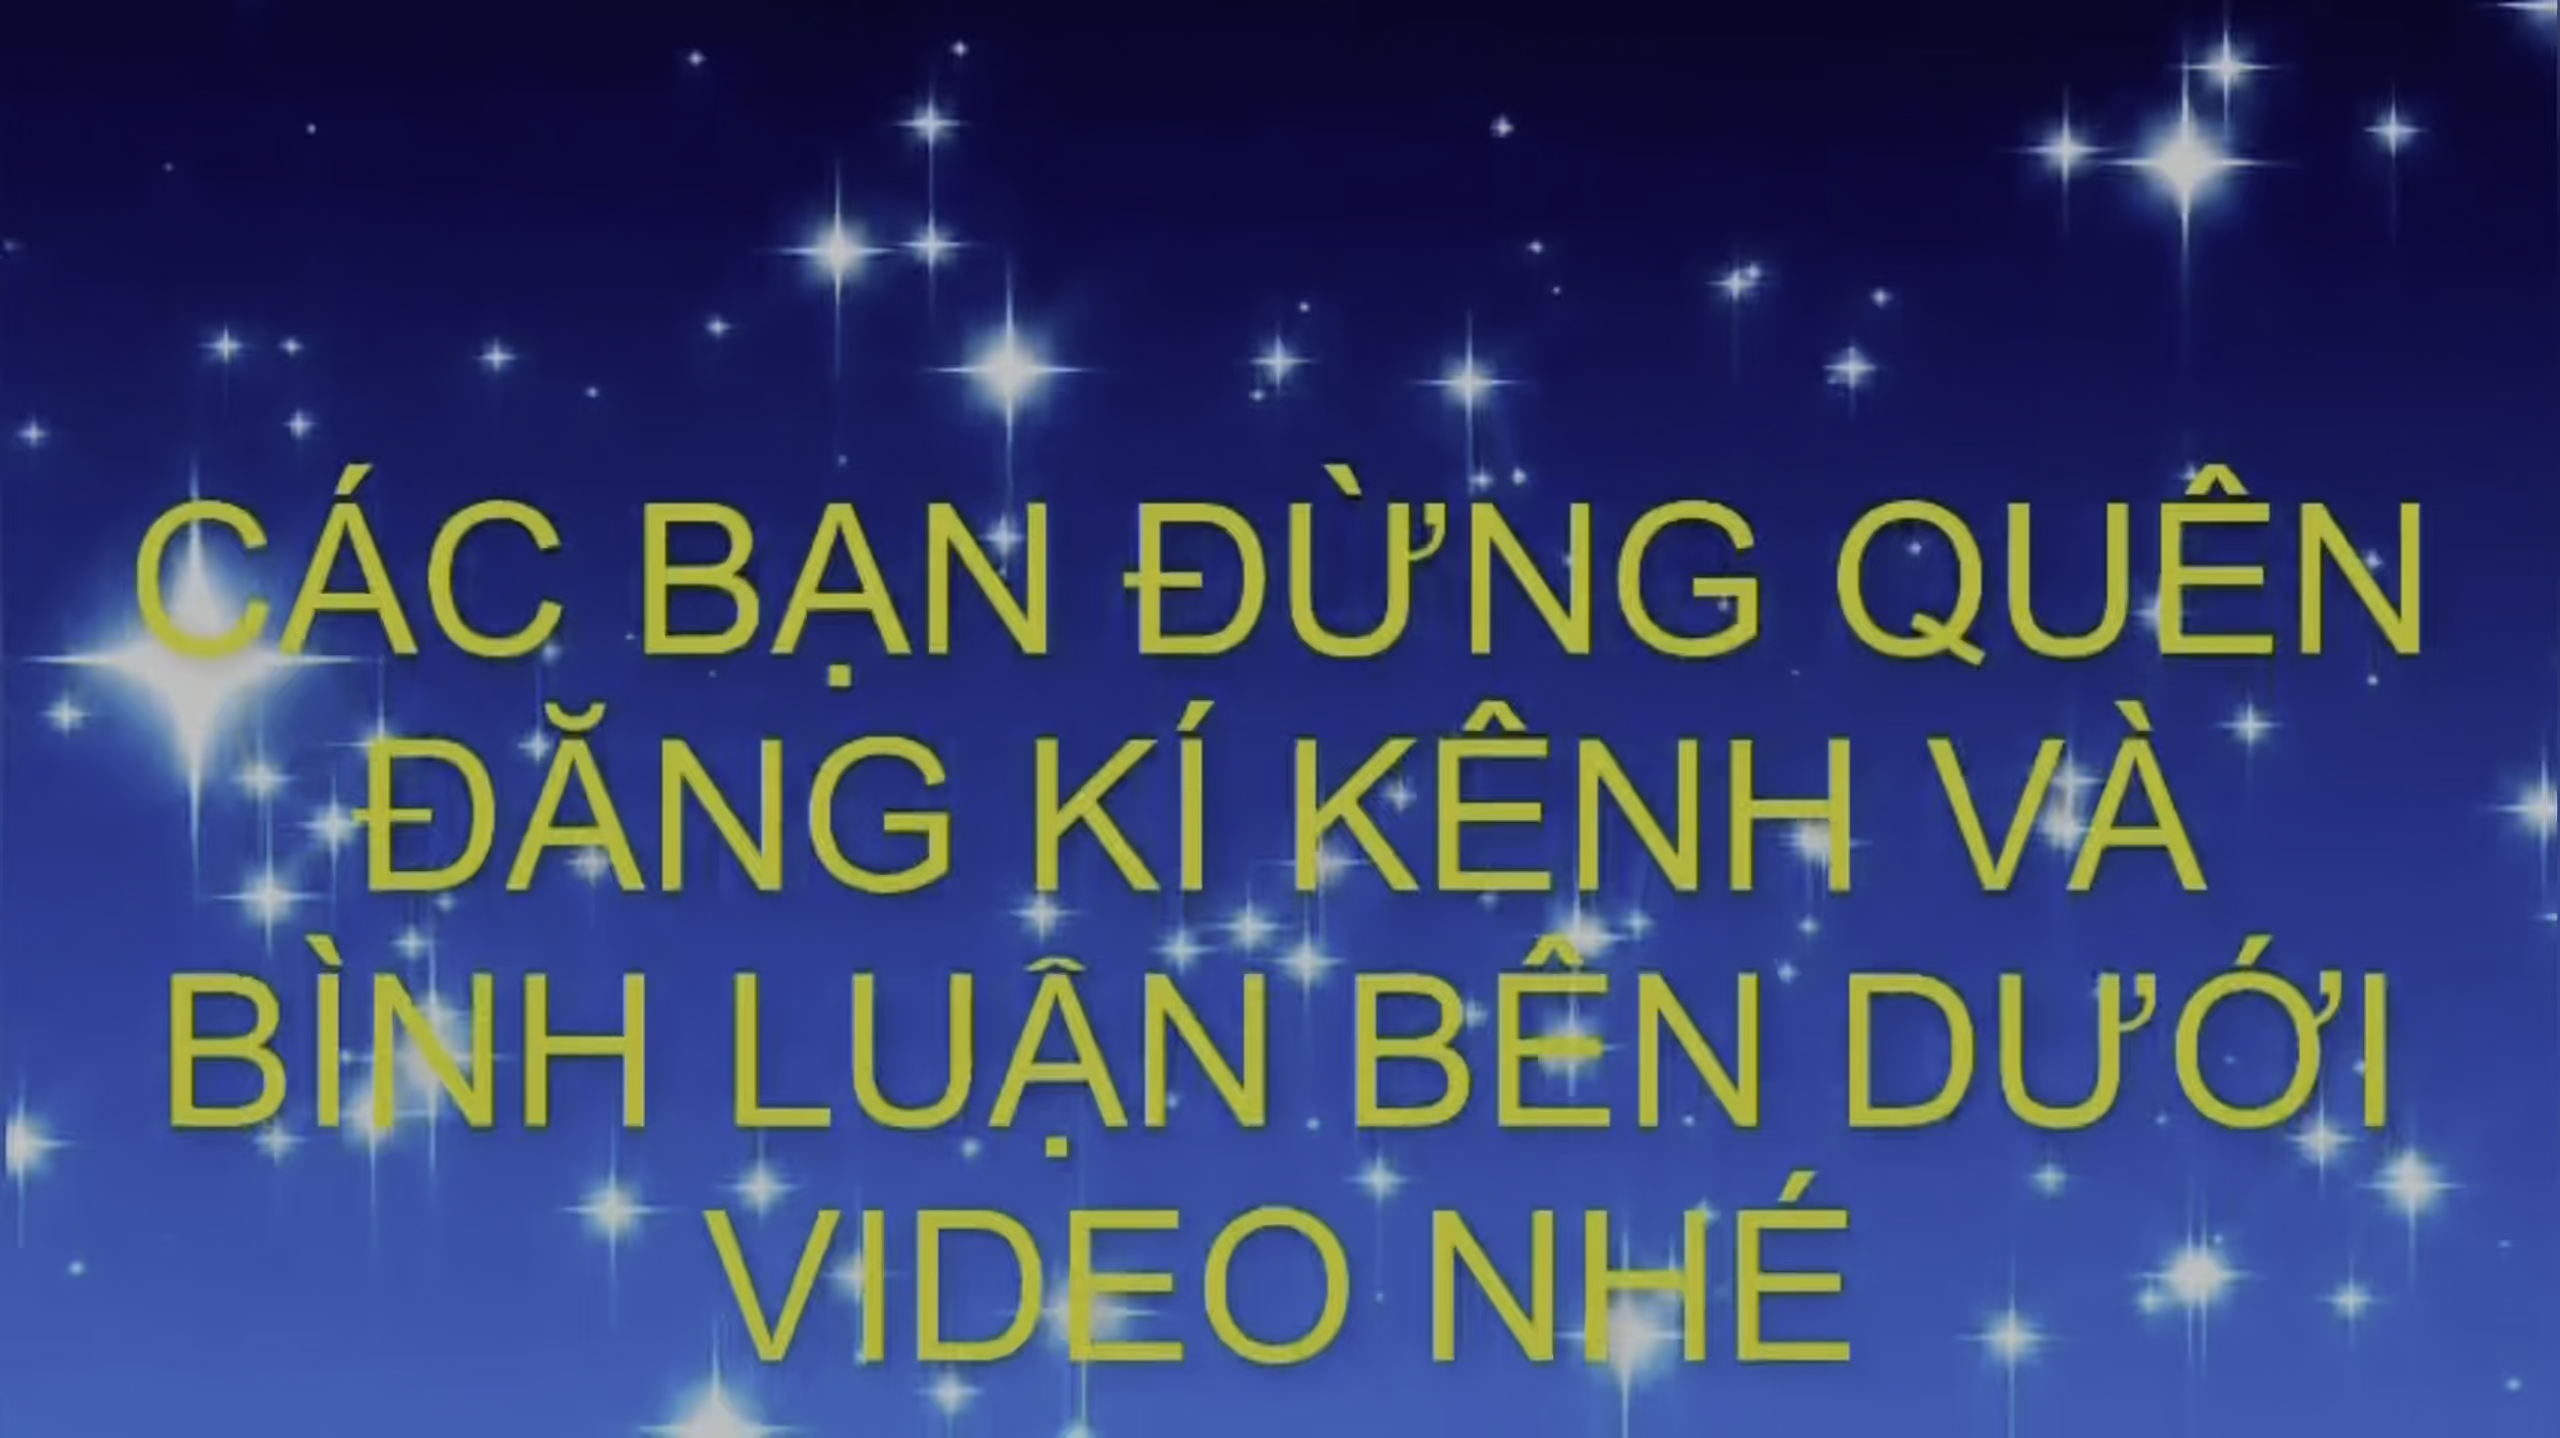 CÁC BẠN ĐỪNG QUÊN
ĐĂNG KÍ KÊNH VÀ
BÌNH LUẬN BÊN DƯỚI
VIDEO NHÉ